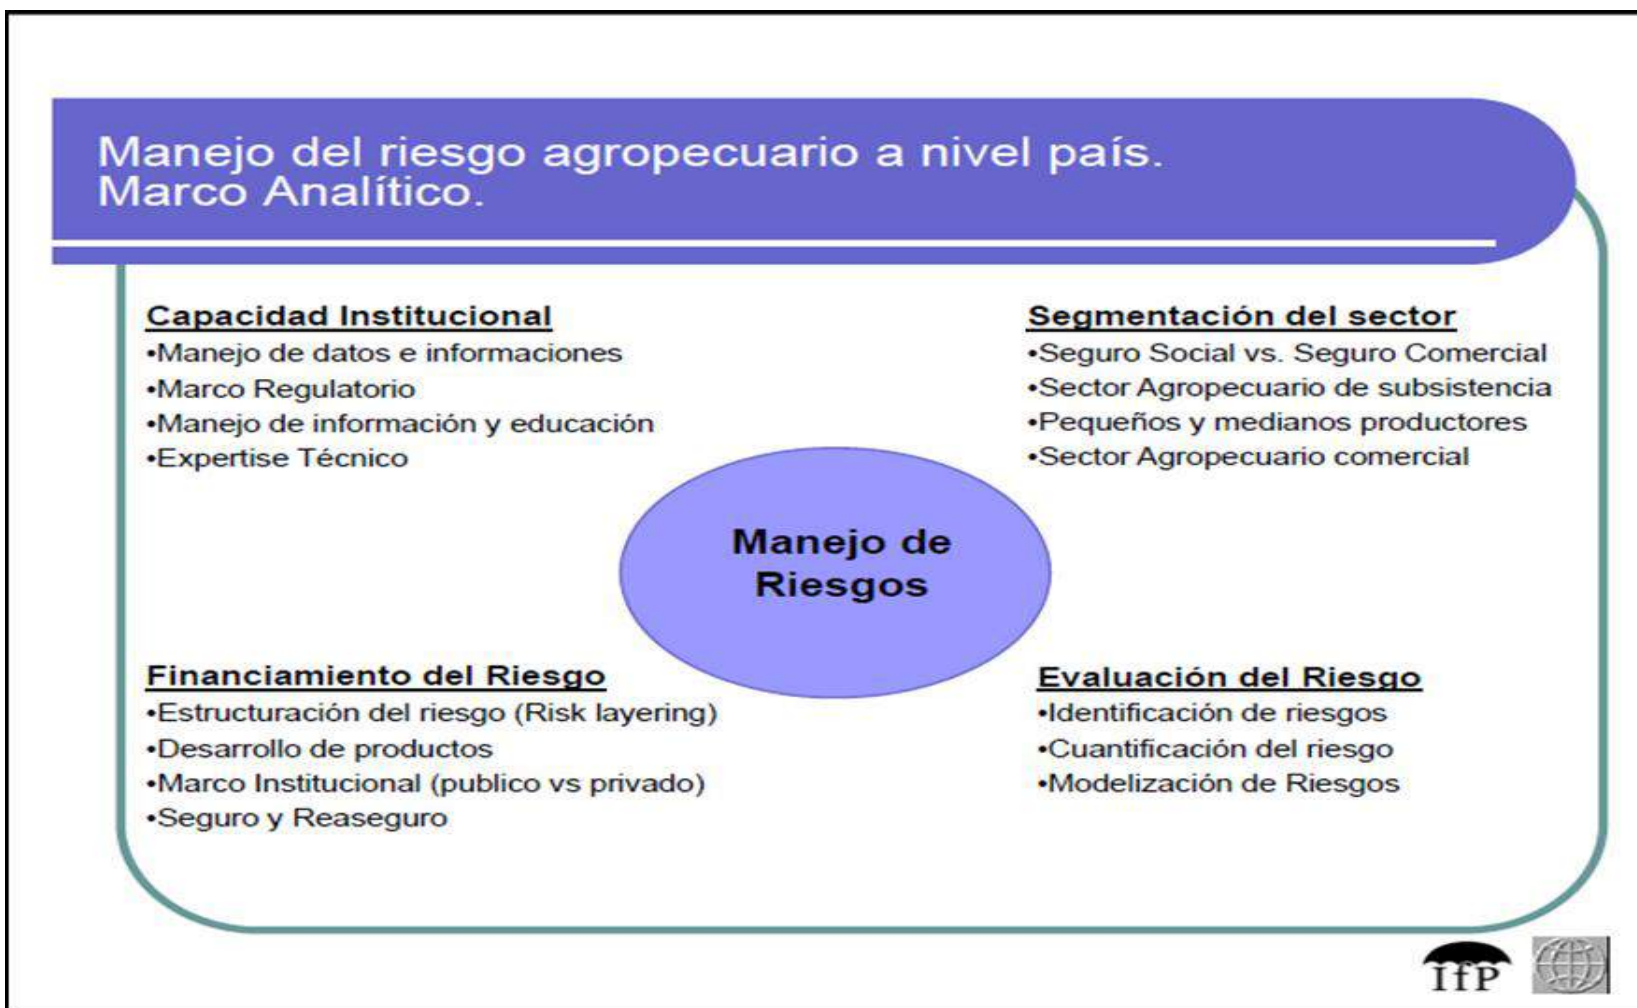 Manejo del riesgo agropecuario a nivel país.
Marco Analítico.
Capacidad Institucional
•Manejo de datos e informaciones
•Marco Regulatorio
•Manejo de información y educación
•Expertise Técnico
Segmentación del sector
•Seguro Social vs. Seguro Comercial
•Sector Agropecuario de subsistencia
•Pequeños y medianos productores
•Sector Agropecuario comercial
Manejo de
Riesgos
Financiamiento del Riesgo
•Estructuración del riesgo (Risk layering)
•Desarrollo de productos
•Marco Institucional (publico vs privado)
•Seguro y Reaseguro
Evaluación del Riesgo
•Identificación de riesgos
•Cuantificación del riesgo
•Modelización de Riesgos
IfP